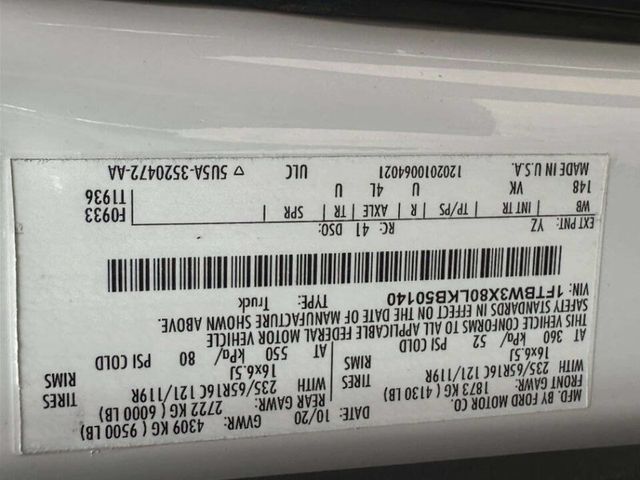 MFD. BY FORD MOTOR CO.
DATE: 10/20 GVWR: 4309 KG ( 9500 LB)
FRONT GAWR: REAR GAWR:
1873 KG ( 4130 LB) 2722 KG ( 6000 LB)
WITH 235/65R16C 121/119R TIRES WITH 235/65R16C 121/119R TIRES
16x6.5J RIMS 16x6.5J RIMS
AT 360 kPa/ 52 PSI COLD AT 550 kPa/ 80 PSI COLD
THIS VEHICLE CONFORMS TO ALL APPLICABLE FEDERAL MOTOR VEHICLE
SAFETY STANDARDS IN EFFECT ON THE DATE OF MANUFACTURE SHOWN ABOVE.
VIN: 1FTBW3X80LKB50140 TYPE: Truck
EXT PNT: YZ RC: 41 DSO:
WB | INT TR | TP/PS | R | AXLE | TR | SPR | F0933
148 VK U 4L U T1936
MADE IN U.S.A. 120201006402​1 ULC ▽ 5U5A-3520472-AA